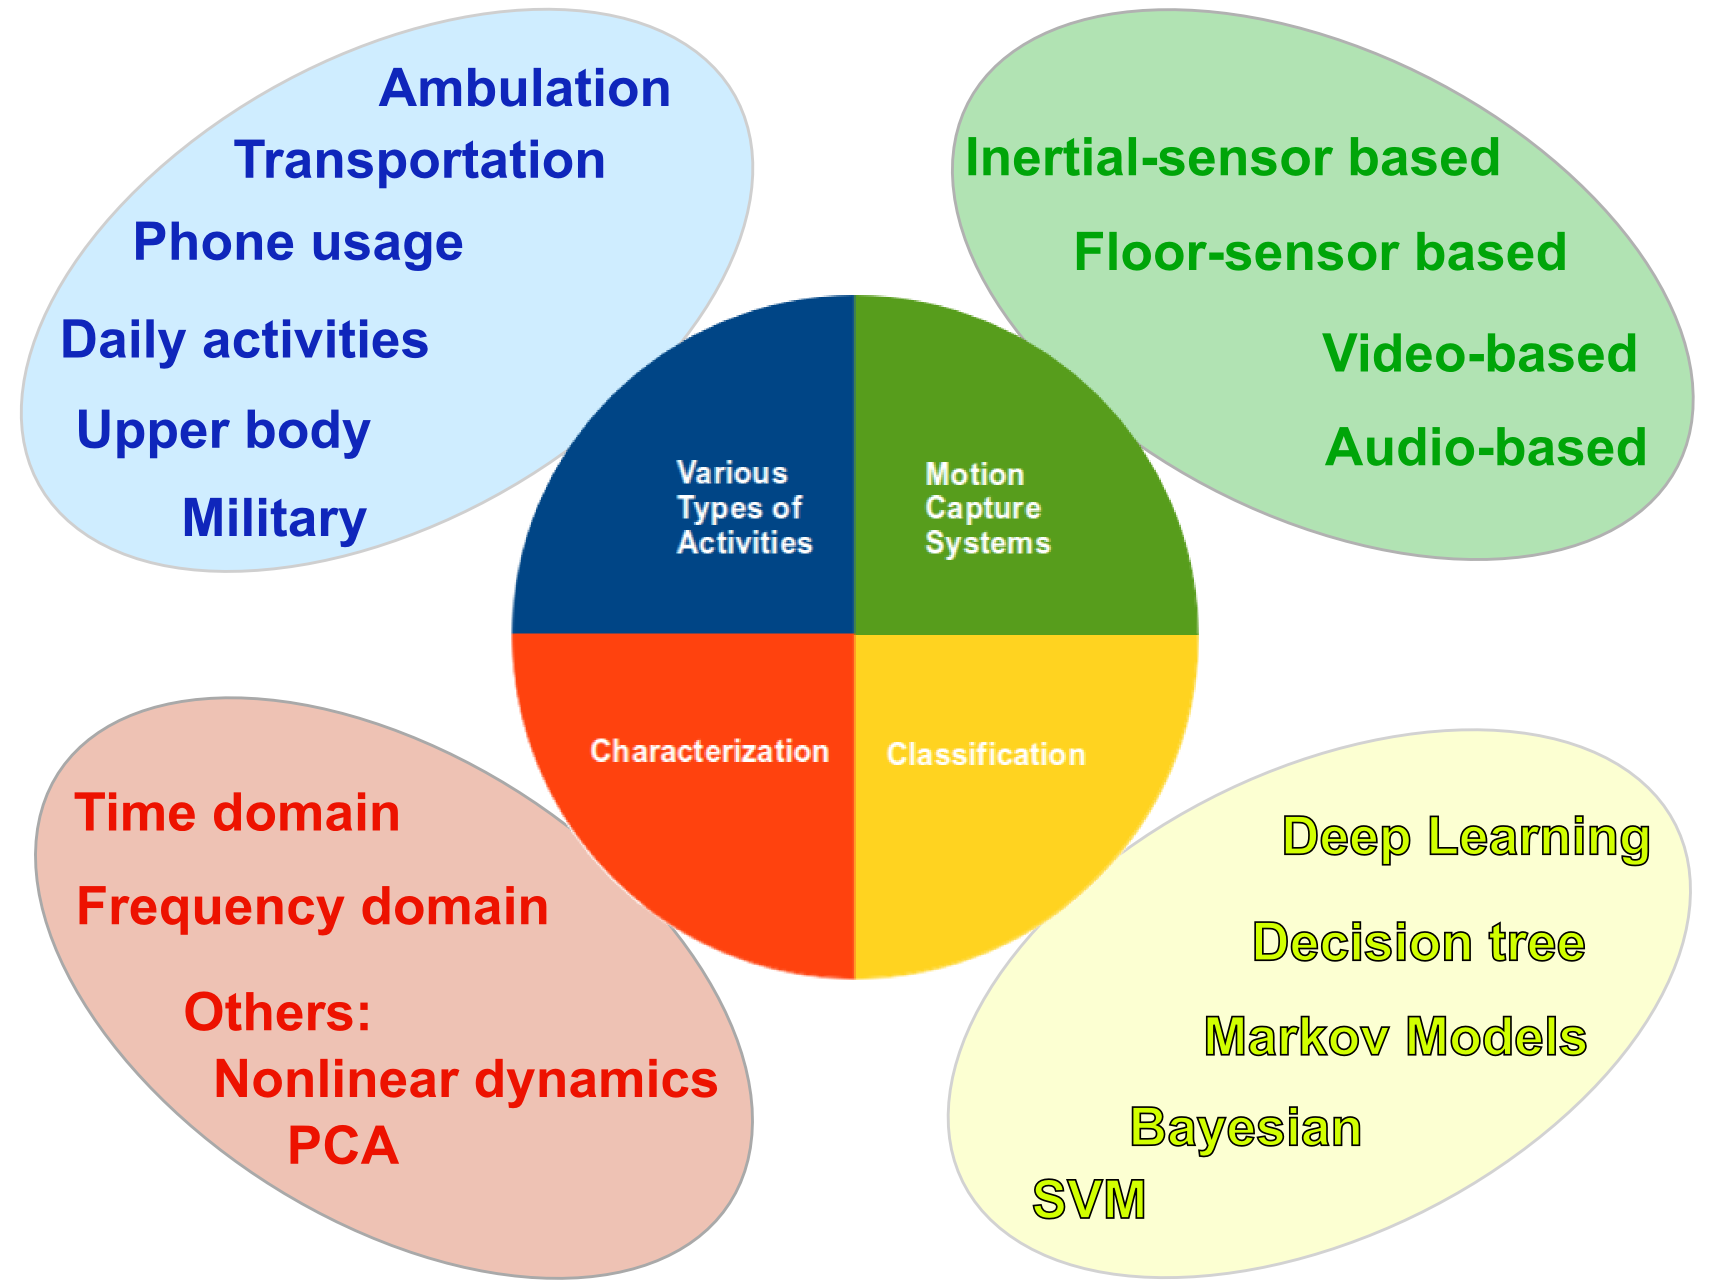 Ambulation
Transportation
Phone usage
Daily activities
Upper body
Military
Inertial-sensor based
Floor-sensor based
Video-based
Audio-based
Various
Types of
Activities
Motion
Capture
Systems
Characterization
Classification
Time domain
Frequency domain
Others:
Nonlinear dynamics
PCA
Deep Learning
Decision tree
Markov Models
Bayesian
SVM